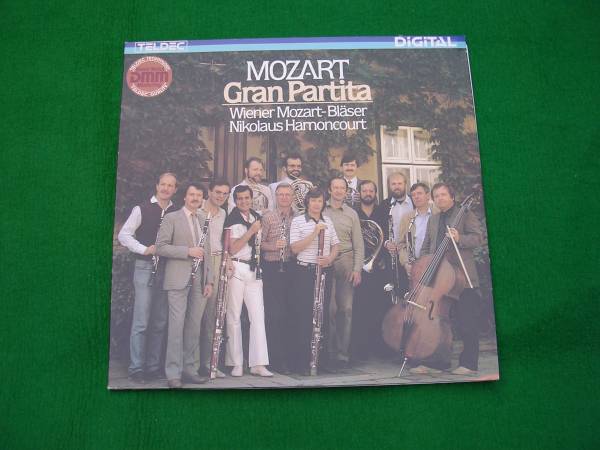 TELDEC
DIGITAL
DMM
MOZART
Gran Partita
Wiener Mozart-Bläser
Nikolaus Harnoncourt